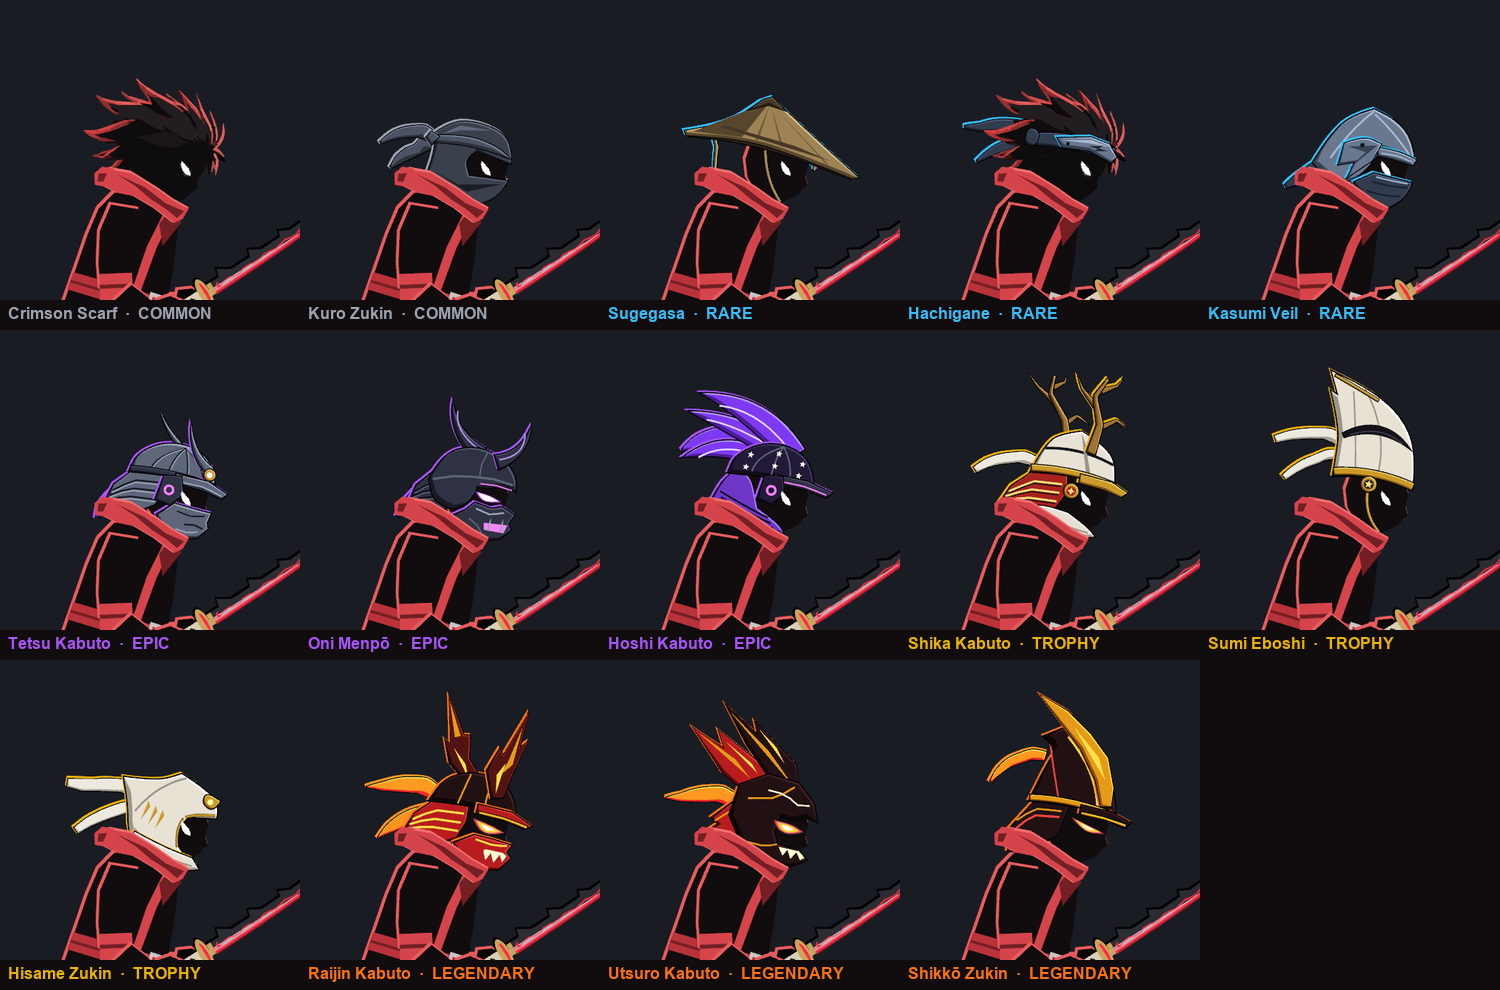 Crimson Scarf · COMMON
Kuro Zukin · COMMON
Sugegasa · RARE
Hachigane · RARE
Kasumi Veil · RARE
Tetsu Kabuto · EPIC
Oni Menpō · EPIC
Hoshi Kabuto · EPIC
Shika Kabuto · TROPHY
Sumi Eboshi · TROPHY
Hisame Zukin · TROPHY
Raijin Kabuto · LEGENDARY
Utsuro Kabuto · LEGENDARY
Shikkō Zukin · LEGENDARY